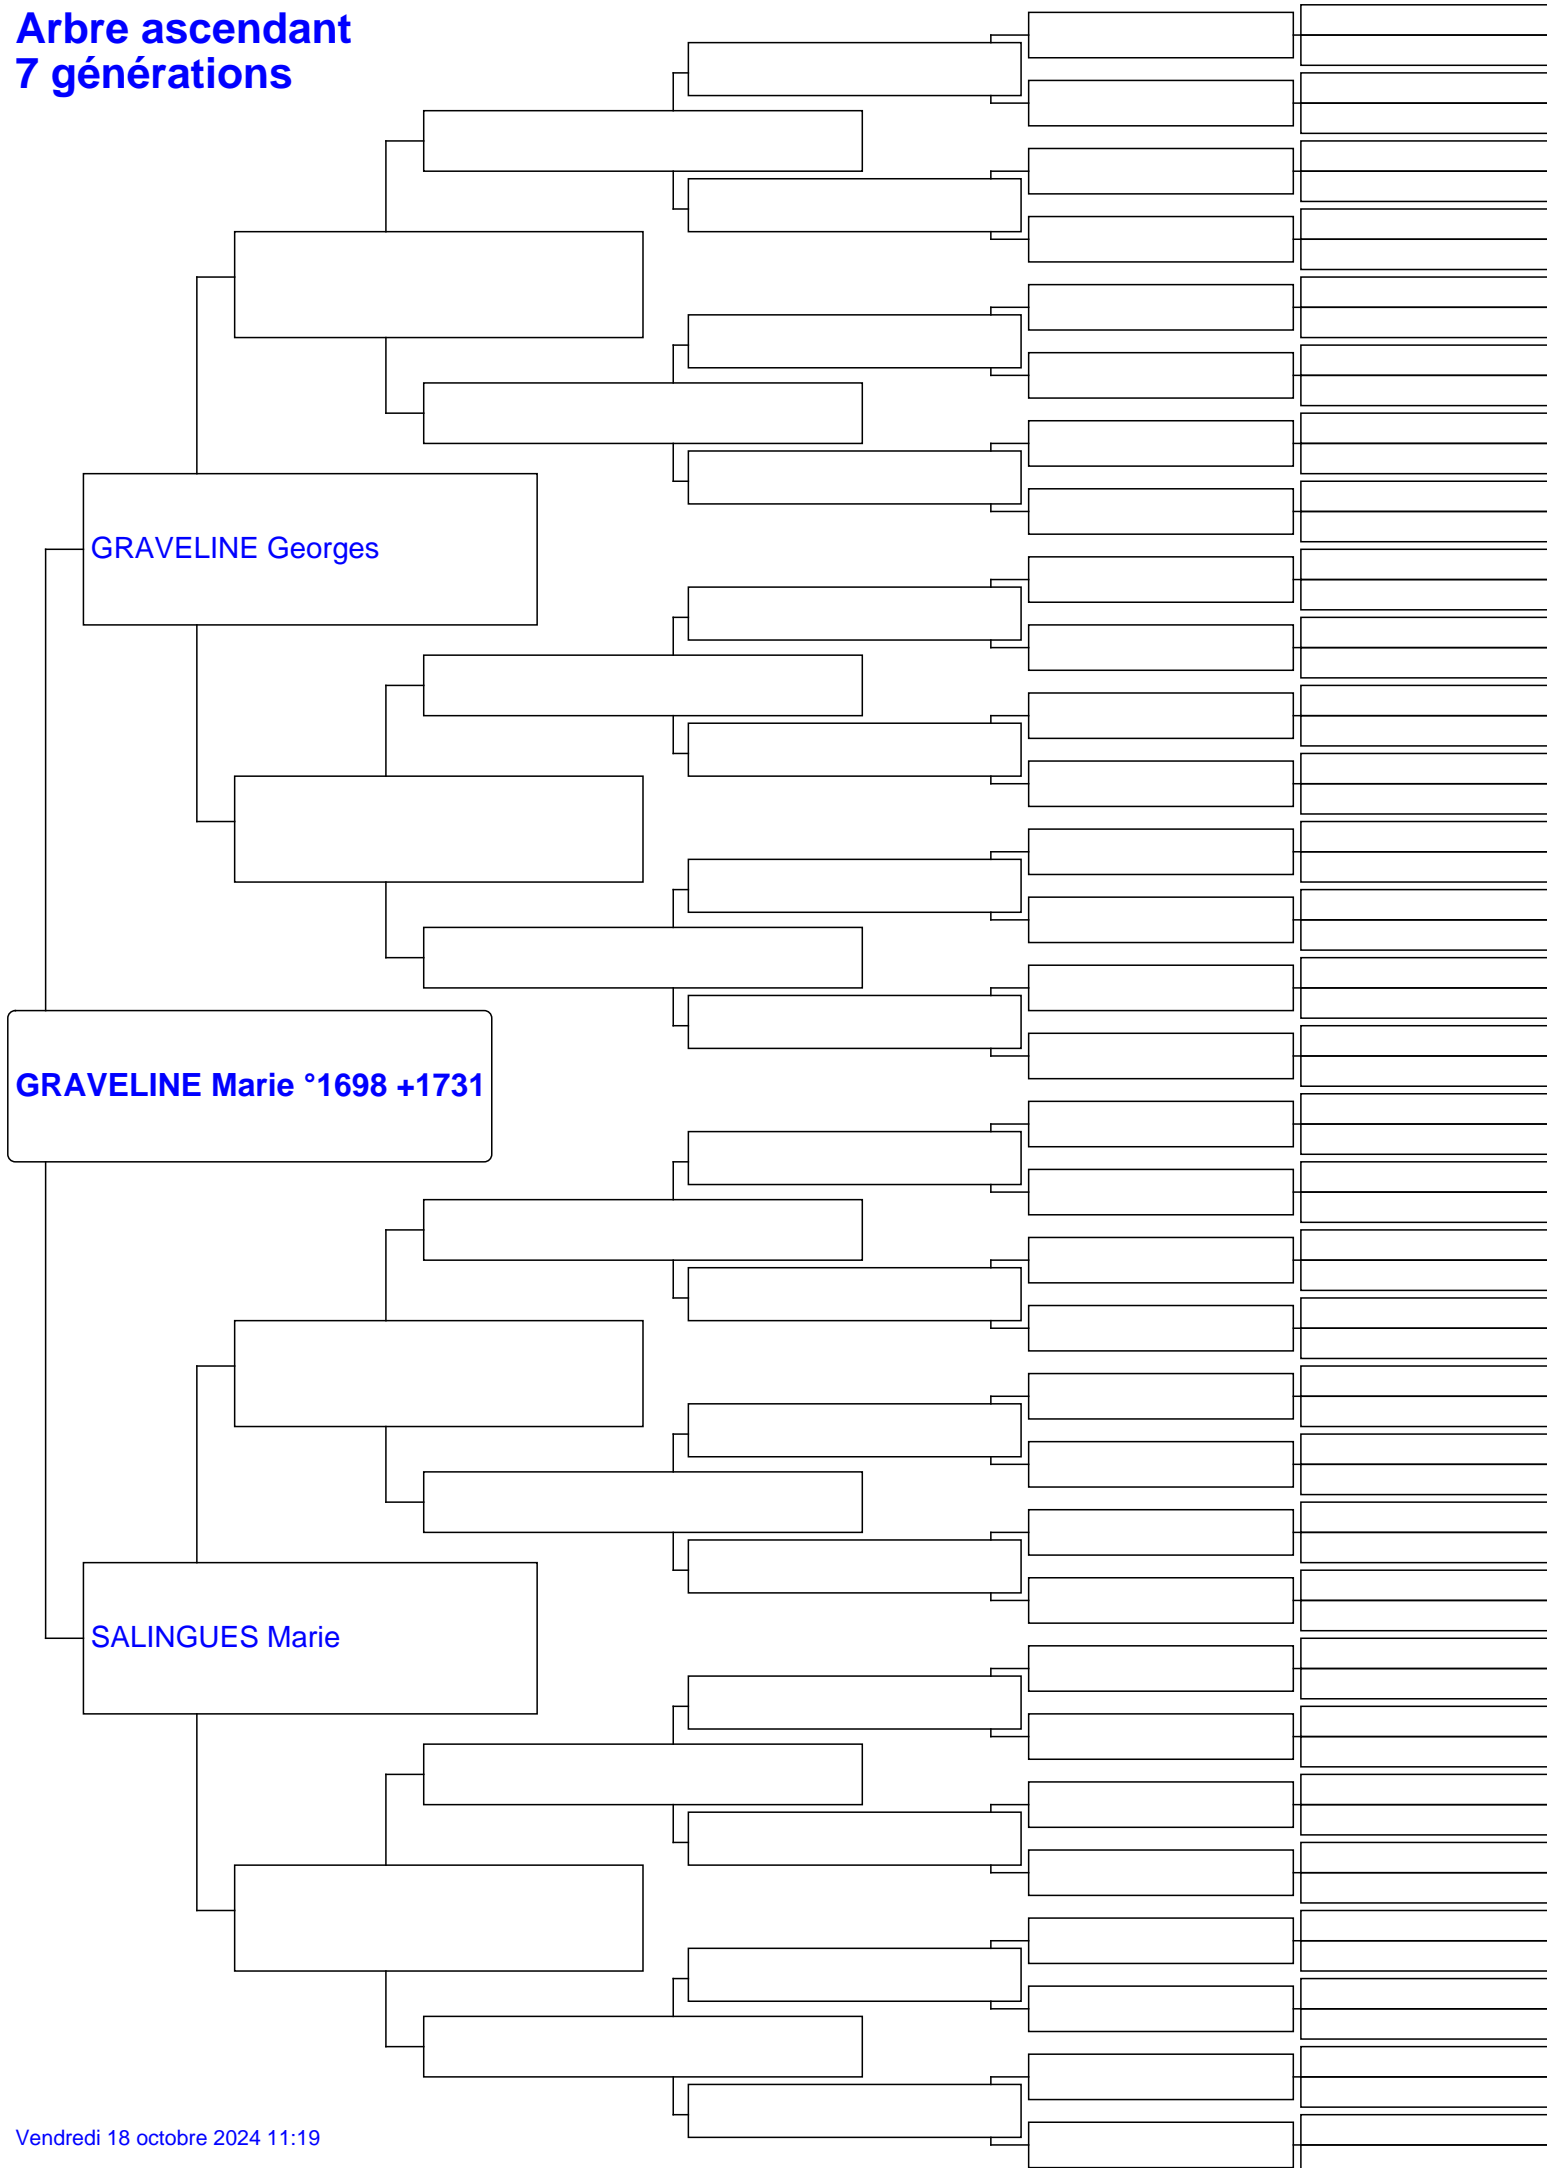 Arbre ascendant
7 générations
GRAVELINE Georges
GRAVELINE Marie °1698 +1731
SALINGUES Marie
Vendredi 18 octobre 2024 11:19